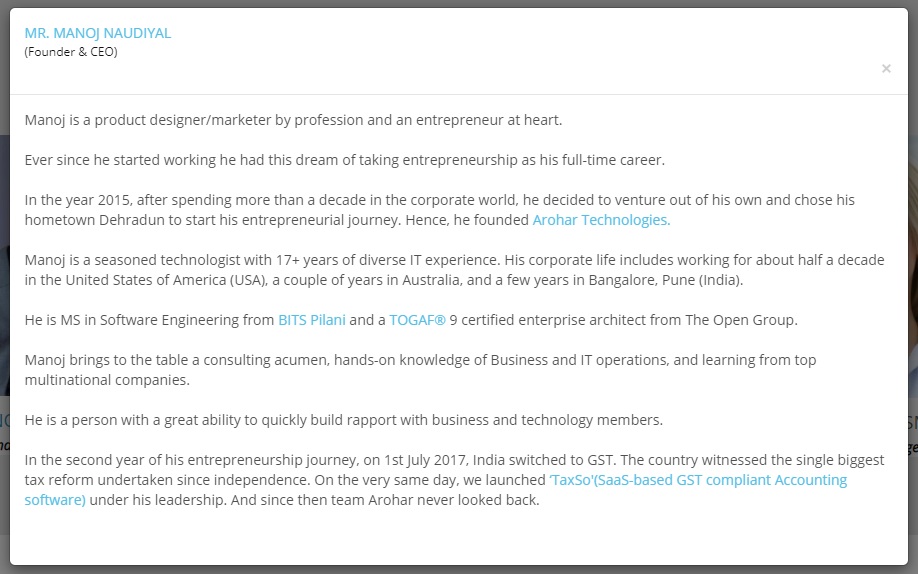 MR. MANOJ NAUDIYAL
(Founder & CEO)
×
Manoj is a product designer/marketer by profession and an entrepreneur at heart.
Ever since he started working he had this dream of taking entrepreneurship as his full-time career.
In the year 2015, after spending more than a decade in the corporate world, he decided to venture out of his own and chose his
hometown Dehradun to start his entrepreneurial journey. Hence, he founded Arohar Technologies.
Manoj is a seasoned technologist with 17+ years of diverse IT experience. His corporate life includes working for about half a decade
in the United States of America (USA), a couple of years in Australia, and a few years in Bangalore, Pune (India).
He is MS in Software Engineering from BITS Pilani and a TOGAF® 9 certified enterprise architect from The Open Group.
Manoj brings to the table a consulting acumen, hands-on knowledge of Business and IT operations, and learning from top
multinational companies.
He is a person with a great ability to quickly build rapport with business and technology members.
In the second year of his entrepreneurship journey, on 1st July 2017, India switched to GST. The country witnessed the single biggest
tax reform undertaken since independence. On the very same day, we launched ‘TaxSo'(SaaS-based GST compliant Accounting
software) under his leadership. And since then team Arohar never looked back.